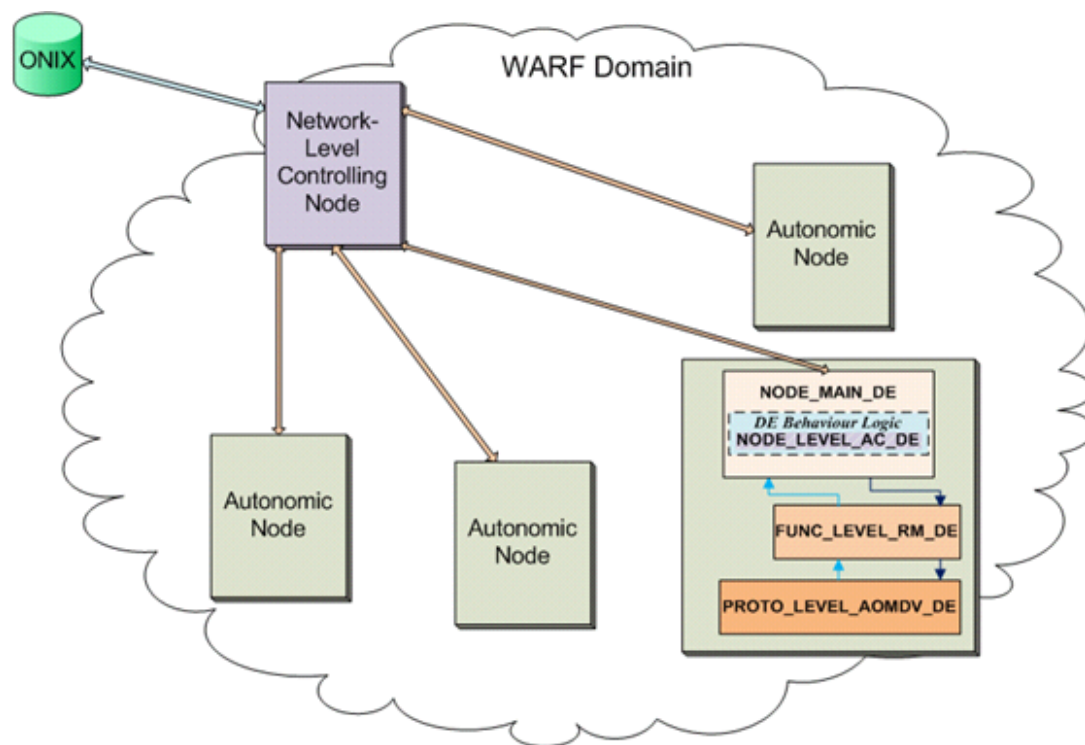 ONIX
WARF Domain
Network-
Level
Controlling
Node
Autonomic
Node
NODE_MAIN_DE
DE Behaviour Logic
NODE_LEVEL_AC_DE
FUNC_LEVEL_RM_DE
PROTO_LEVEL_AOMDV_DE
Autonomic
Node
Autonomic
Node